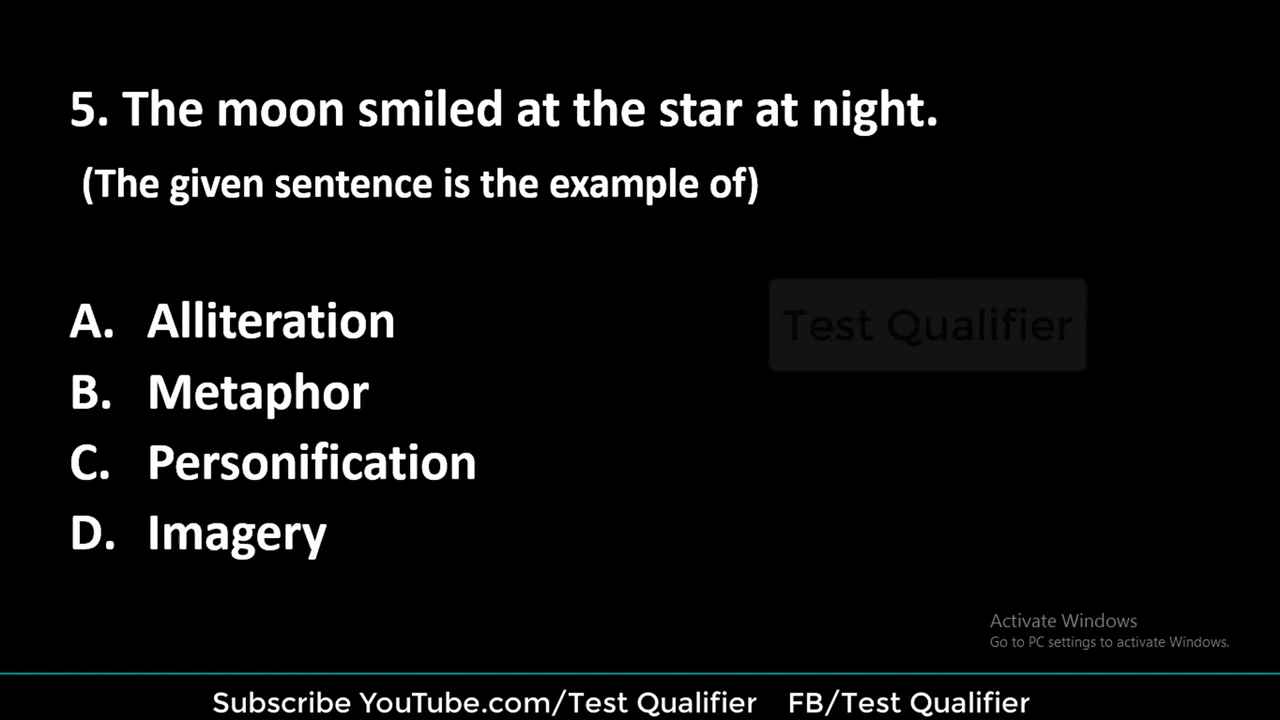 5. The moon smiled at the star at night.
(The given sentence is the example of)
A. Alliteration
Test Qualifier
B. Metaphor
C. Personification
D. Imagery
Activate Windows
Go to PC settings to activate Windows.
Subscribe YouTube.com/Test Qualifier FB/Test Qualifier